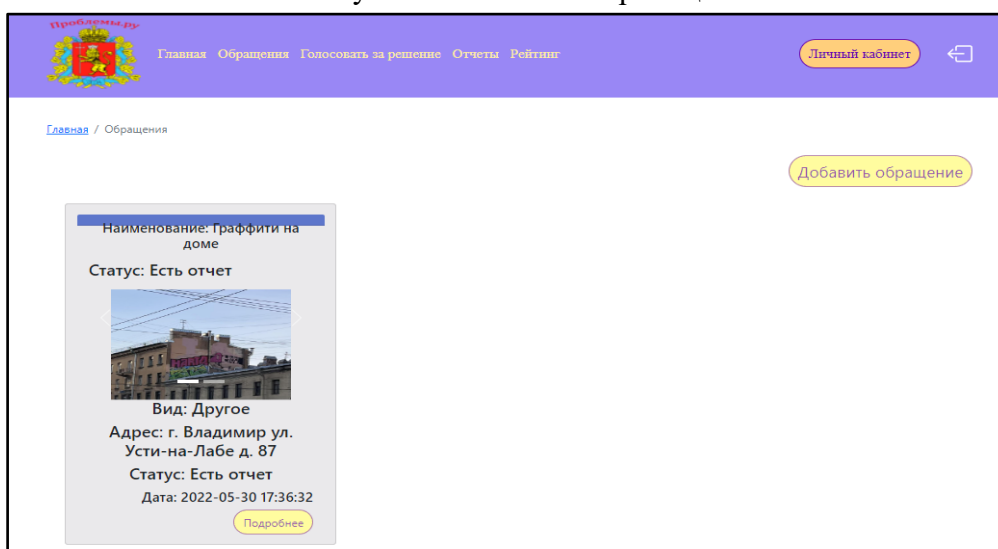 Проблемы.ру
Главная Обращения Голосовать за решение Отчеты Рейтинг
Личный кабинет
Главная / Обращения
Добавить обращение
Наименование: Граффити на
доме
Статус: Есть отчет
Вид: Другое
Адрес: г. Владимир ул.
Усти-на-Лабе д. 87
Статус: Есть отчет
Дата: 2022-05-30 17:36:32
Подробнее